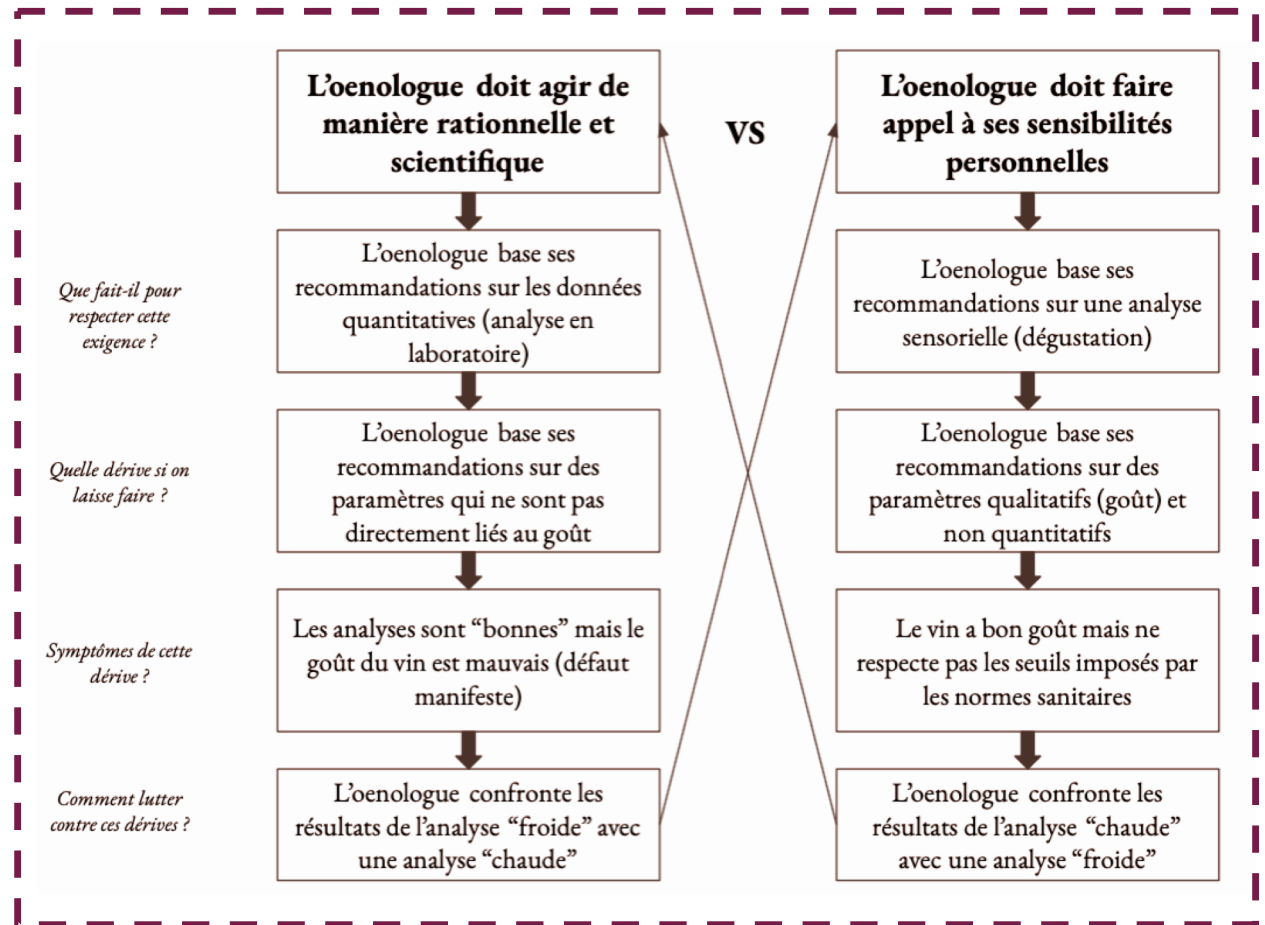 L'oenologue doit agir de
manière rationnelle et
scientifique
VS
L'oenologue doit faire
appel à ses sensibilités
personnelles
Que fait-il pour
respecter cette
exigence ?
L'oenologue base ses
recommandations sur les données
quantitatives (analyse en
laboratoire)
L'oenologue base ses
recommandations sur une analyse
sensorielle (dégustation)
Quelle dérive si on
laisse faire ?
L'oenologue base ses
recommandations sur des
paramètres qui ne sont pas
directement liés au goût
L'oenologue base ses
recommandations sur des
paramètres qualitatifs (goût) et
non quantitatifs
Symptômes de cette
dérive ?
Les analyses sont “bonnes” mais le
goût du vin est mauvais (défaut
manifeste)
Le vin a bon goût mais ne
respecte pas les seuils imposés par
les normes sanitaires
Comment lutter
contre ces dérives ?
L'oenologue confronte les
résultats de l'analyse “froide” avec
une analyse “chaude”
L'oenologue confronte les
résultats de l'analyse “chaude”
avec une analyse “froide”